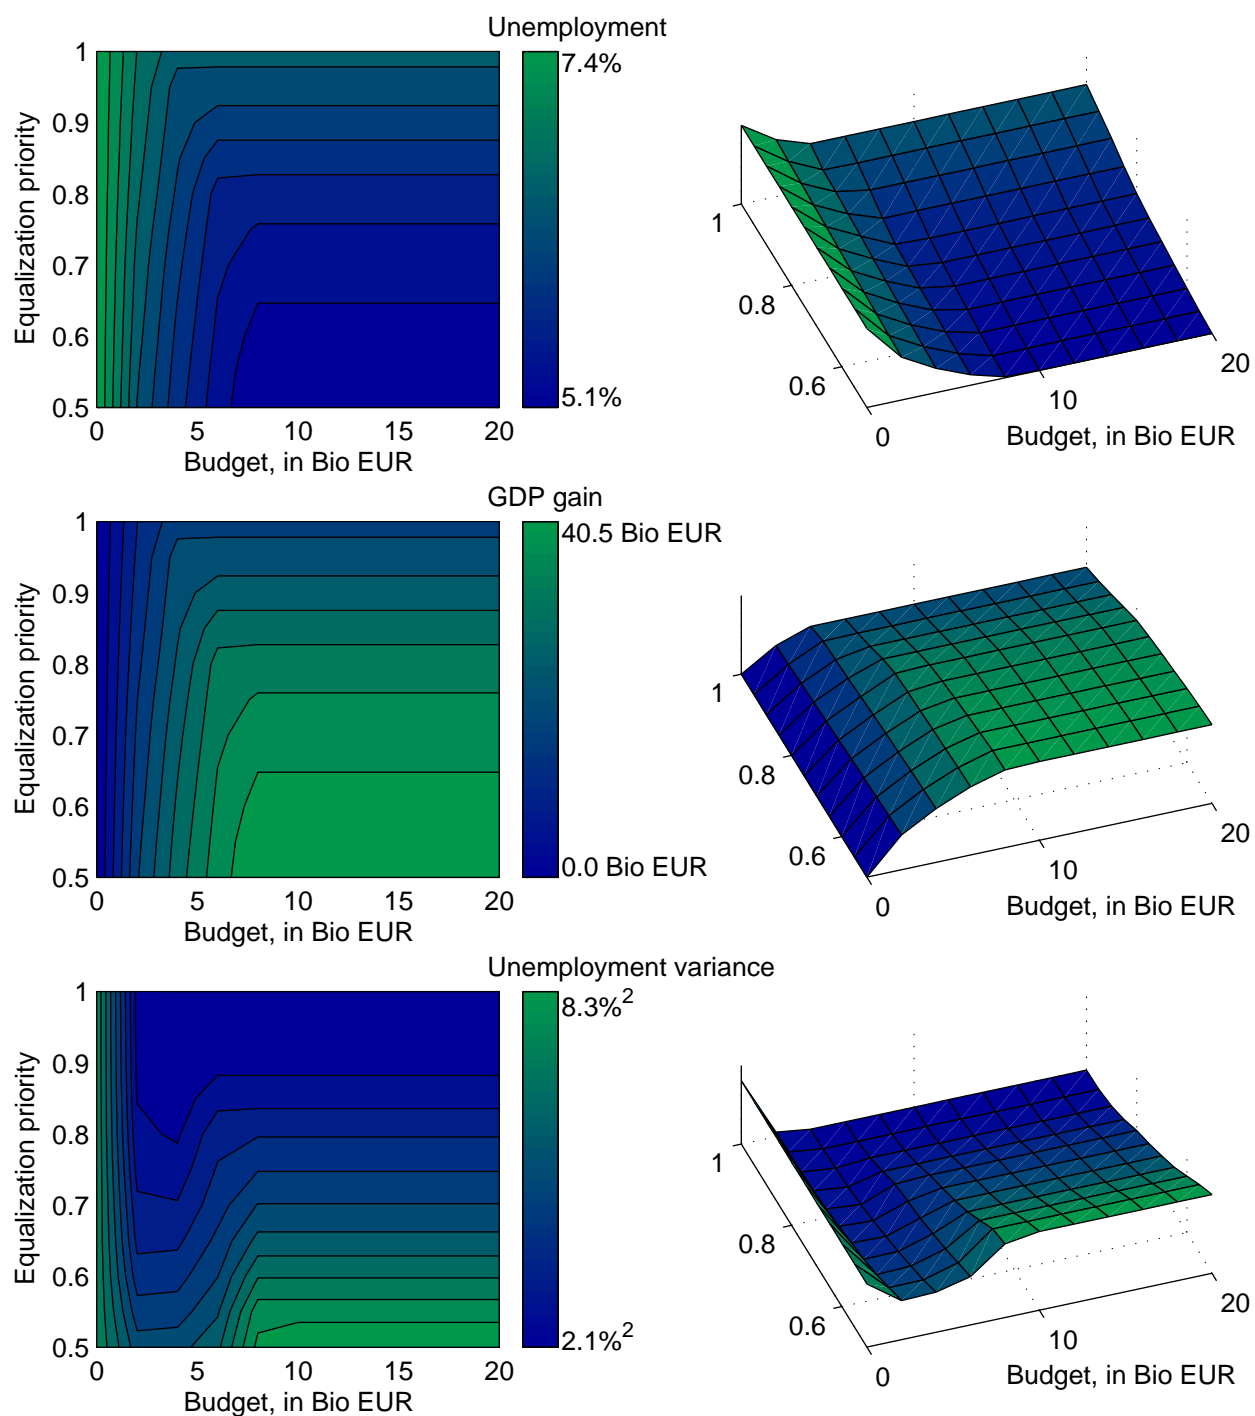 Unemployment
1
0.9
0.8
0.7
0.6
0.5
Equalization priority
0 5 10 15 20
Budget, in Bio EUR
7.4%
5.1%
1
0.8
0.6
0 10 20
Budget, in Bio EUR
GDP gain
1
0.9
0.8
0.7
0.6
0.5
Equalization priority
0 5 10 15 20
Budget, in Bio EUR
40.5 Bio EUR
0.0 Bio EUR
1
0.8
0.6
0 10 20
Budget, in Bio EUR
Unemployment variance
1
0.9
0.8
0.7
0.6
0.5
Equalization priority
0 5 10 15 20
Budget, in Bio EUR
8.3%²
2.1%²
1
0.8
0.6
0 10 20
Budget, in Bio EUR